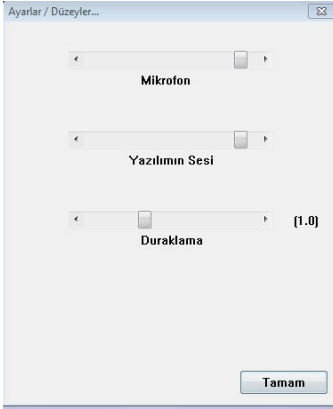 Ayarlar / Düzeyler...
Mikrofon
Yazılımın Sesi
(1.0)
Duraklama
Tamam